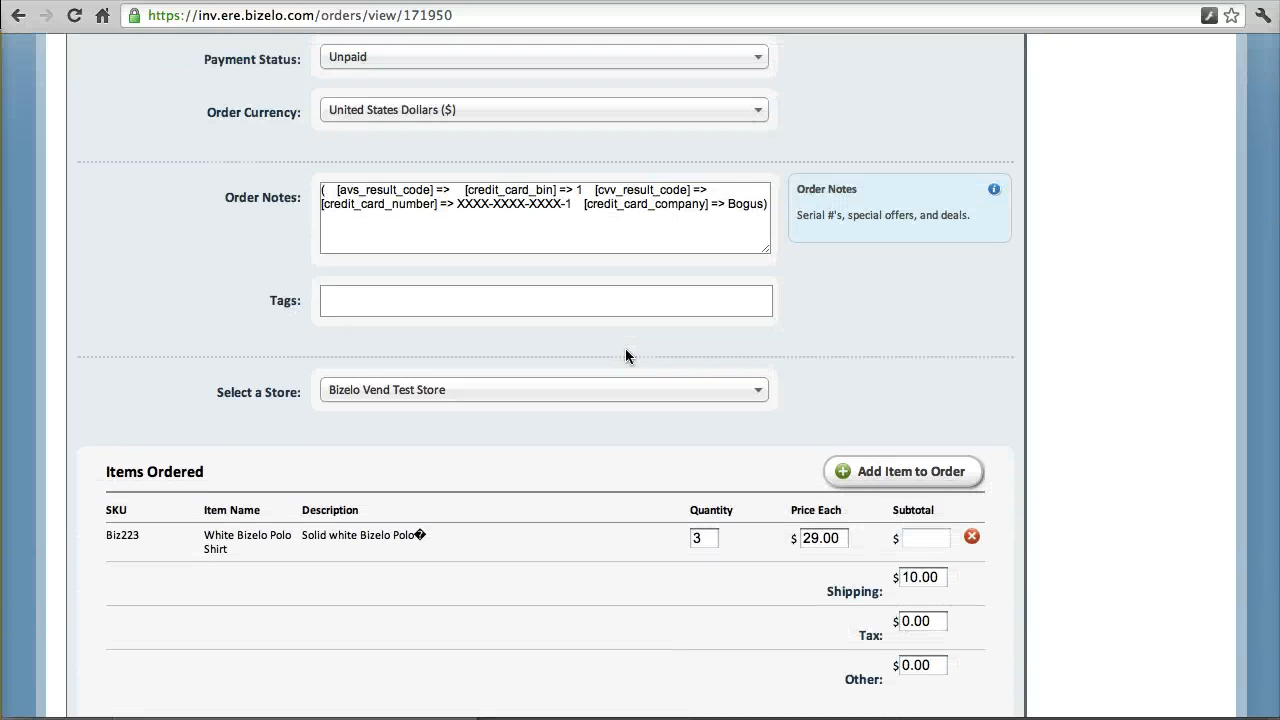 https://inv.ere.bizelo.com/orders/view/171950
Payment Status: Unpaid
Order Currency: United States Dollars ($)
Order Notes: ( [avs_result_code] => [credit_card_bin] => 1 [cvv_result_code] =>
[credit_card_number] => XXXX-XXXX-XXXX-1 [credit_card_company] => Bogus)
Order Notes
Serial #'s, special offers, and deals.
Tags:
Select a Store: Bizelo Vend Test Store
Items Ordered Add Item to Order
SKU Item Name Description Quantity Price Each Subtotal
Biz223 White Bizelo Polo Solid white Bizelo Polo� 3 $ 29.00 $
Shirt
$ 10.00
Shipping:
$ 0.00
Tax:
$ 0.00
Other: